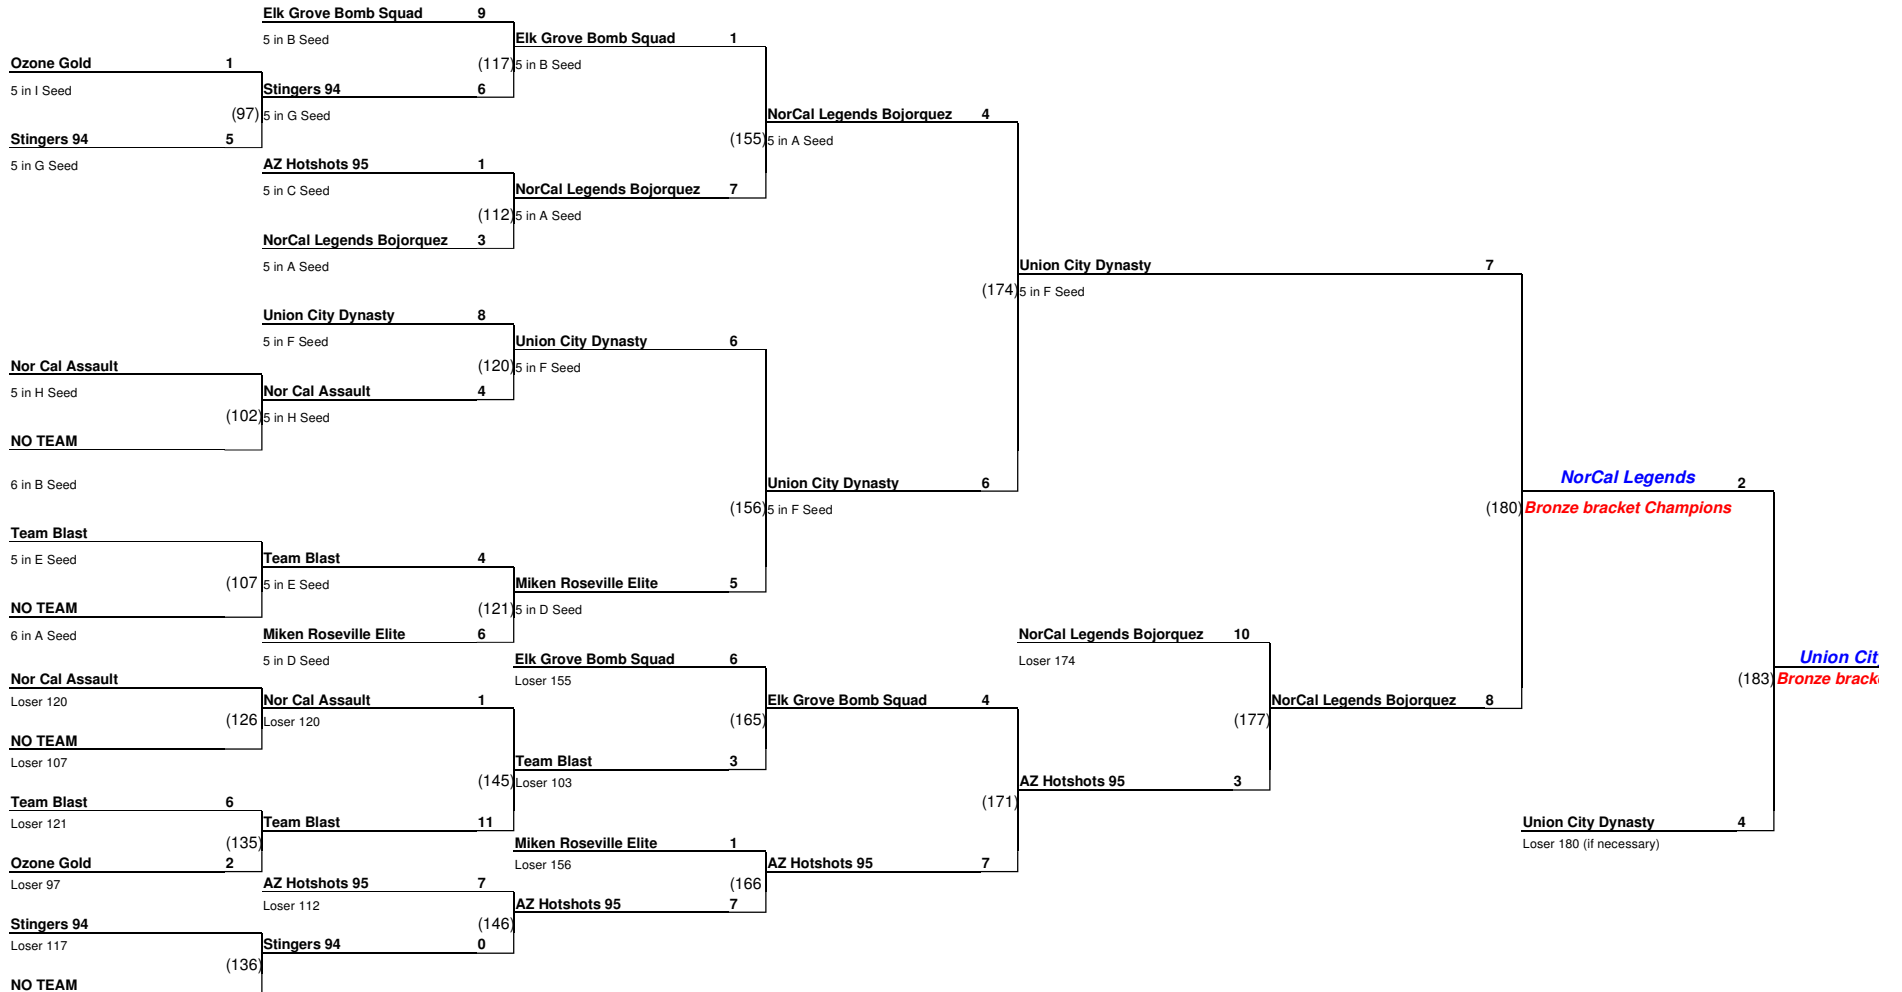 Elk Grove Bomb Squad 9
5 in B Seed
Elk Grove Bomb Squad 1
(117) 5 in B Seed
Ozone Gold 1
5 in I Seed
Stingers 94 6
(97) 5 in G Seed
NorCal Legends Bojorquez 4
(155) 5 in A Seed
Stingers 94 5
5 in G Seed
AZ Hotshots 95 1
5 in C Seed
NorCal Legends Bojorquez 7
(112) 5 in A Seed
NorCal Legends Bojorquez 3
5 in A Seed
Union City Dynasty 7
(174) 5 in F Seed
Union City Dynasty 8
5 in F Seed
Union City Dynasty 6
(120) 5 in F Seed
Nor Cal Assault
5 in H Seed
Nor Cal Assault 4
(102) 5 in H Seed
NO TEAM
6 in B Seed
Union City Dynasty 6
(156) 5 in F Seed
NorCal Legends 2
(180) Bronze bracket Champions
Team Blast
5 in E Seed
Team Blast 4
(107 5 in E Seed
Miken Roseville Elite 5
(121) 5 in D Seed
NO TEAM
6 in A Seed
Miken Roseville Elite 6
5 in D Seed
NorCal Legends Bojorquez 10
Loser 174
Elk Grove Bomb Squad 6
Loser 155
Union Cit
(183) Bronze brack
Nor Cal Assault
Loser 120
Nor Cal Assault 1
(126 Loser 120
Elk Grove Bomb Squad 4
(165)
NorCal Legends Bojorquez 8
(177)
NO TEAM
Loser 107
Team Blast 3
(145) Loser 103
AZ Hotshots 95 3
(171)
Team Blast 6
Loser 121
Team Blast 11
(135)
Union City Dynasty 4
Loser 180 (if necessary)
Miken Roseville Elite 1
Loser 156
Ozone Gold 2
Loser 97
AZ Hotshots 95 7
(166
AZ Hotshots 95 7
Loser 112
AZ Hotshots 95 7
(146)
Stingers 94
Loser 117
Stingers 94 0
(136)
NO TEAM